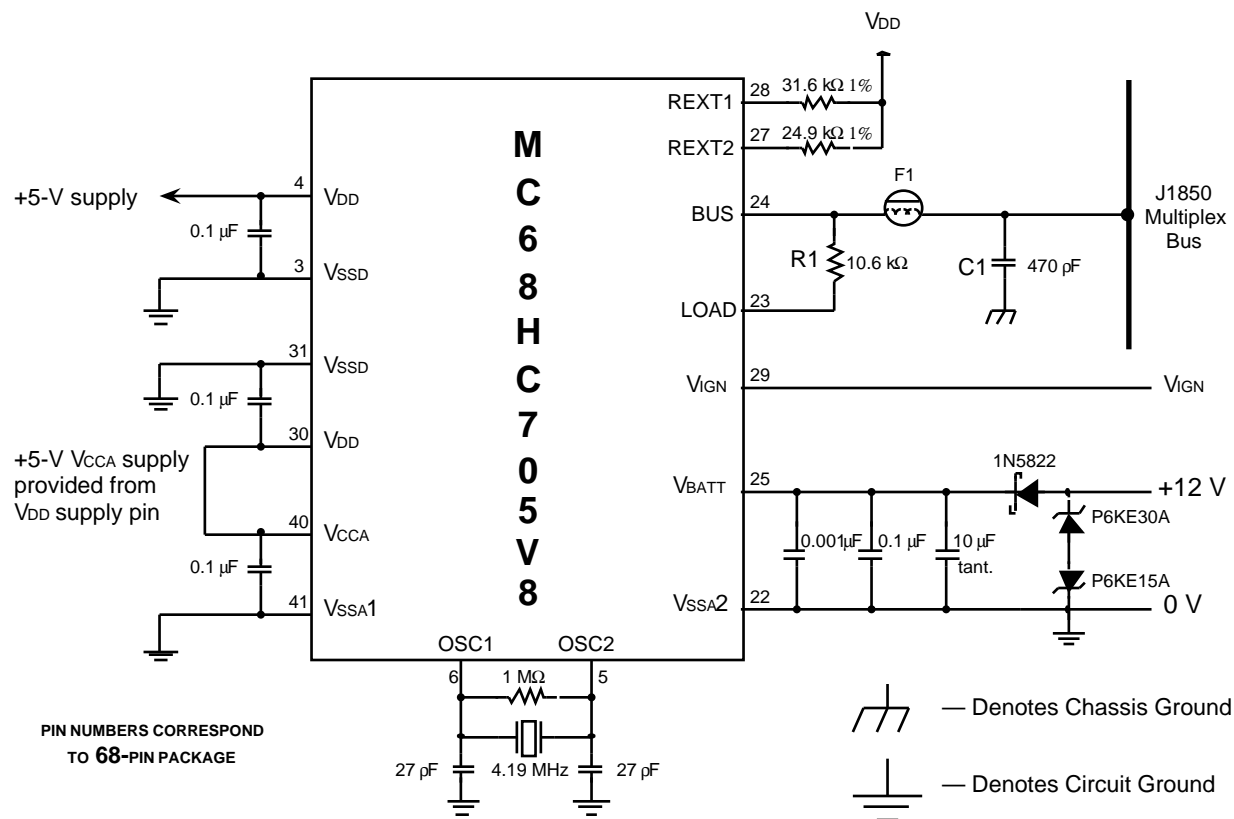 VDD
28 31.6 kΩ 1%
REXT1
27 24.9 kΩ 1%
REXT2
M
C
6
8
H
C
7
0
5
V
8
+5-V supply
4
VDD
0.1 µF
3
VSSD
31
VSSD
0.1 µF
30
VDD
+5-V VCCA supply
provided from
VDD supply pin
40
VCCA
0.1 µF
41
VSSA1
F1
BUS
24
J1850
Multiplex
Bus
R1
10.6 kΩ
C1
470 ρF
LOAD
23
VIGN
29
VIGN
1N5822
VBATT
25
+12 V
P6KE30A
0.001µF
0.1 µF
10 µF
tant.
P6KE15A
VSSA2
22
0 V
OSC1
OSC2
6
1 MΩ
5
27 ρF
4.19 MHz
27 ρF
PIN NUMBERS CORRESPOND
TO 68-PIN PACKAGE
— Denotes Chassis Ground
— Denotes Circuit Ground